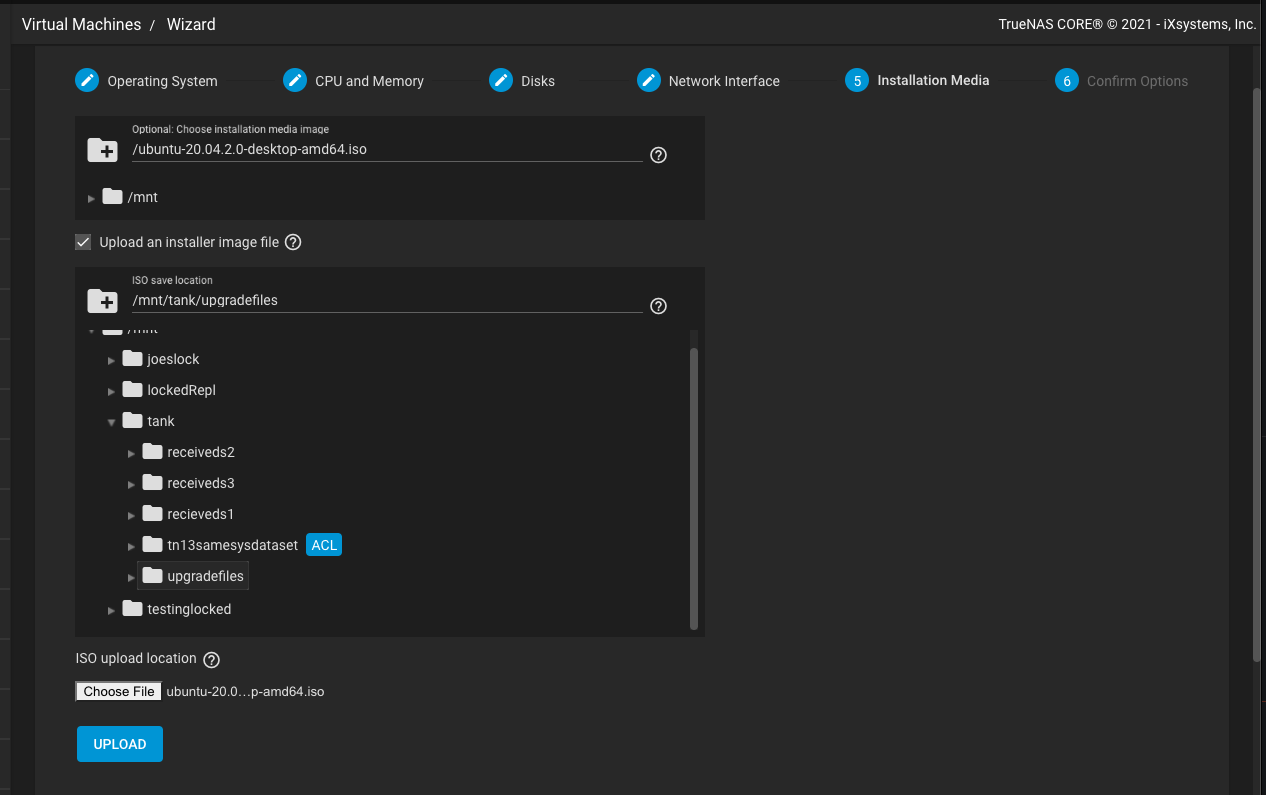 Virtual Machines / Wizard
TrueNAS CORE® © 2021 - iXsystems, Inc.
Operating System
CPU and Memory
Disks
Network Interface
5 Installation Media
6 Confirm Options
Optional: Choose installation media image
/ubuntu-20.04.2.0-desktop-amd64.iso
/mnt
Upload an installer image file
ISO save location
/mnt/tank/upgradefiles
/mnt
joeslock
lockedRepl
tank
receiveds2
receiveds3
recieveds1
tn13samesysdataset ACL
upgradefiles
testinglocked
ISO upload location
Choose File ubuntu-20.0…p-amd64.iso
UPLOAD